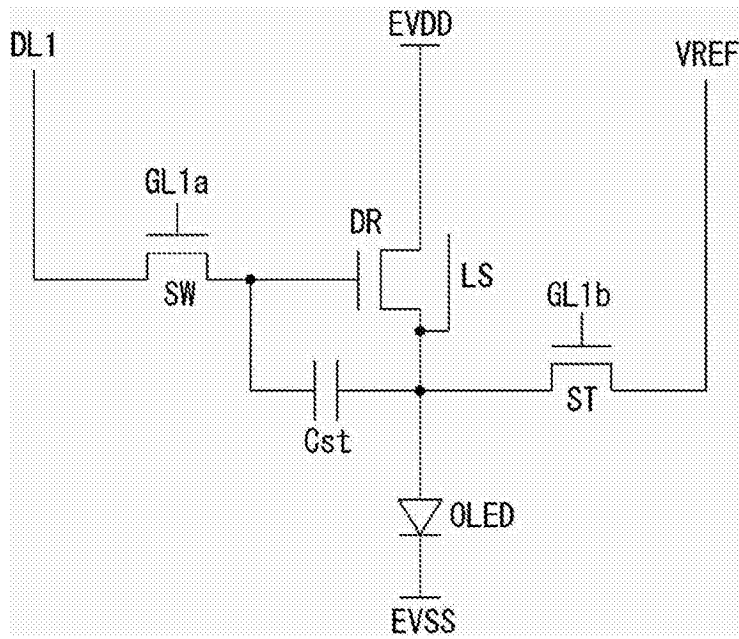 EVDD
DL1
VREF
GL1a
DR
LS
SW
GL1b
ST
Cst
OLED
EVSS